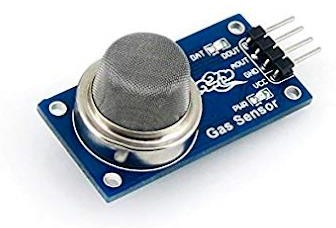 DAT
DOUT
AOUT
GND
VCC
PWR
Gas Sensor